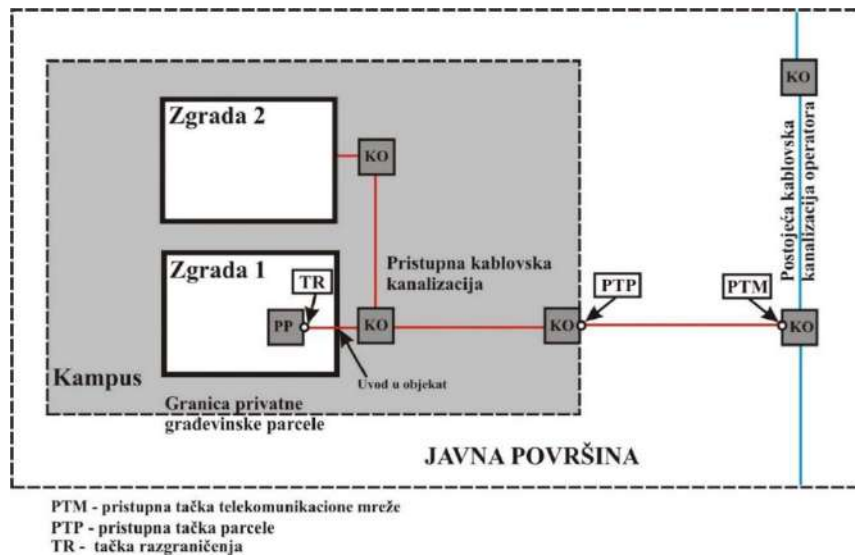 KO
Postojeća kablovska
kanalizacija operatora
Zgrada 2
KO
Zgrada 1
TR
Pristupna kablovska
kanalizacija
PTP
PTM
PP
KO
KO
KO
Uvod u objekat
Kampus
Granica privatne
građevinske parcele
JAVNA POVRŠINA
PTM - pristupna tačka telekomunikacione mreže
PTP - pristupna tačka parcele
TR - tačka razgraničenja